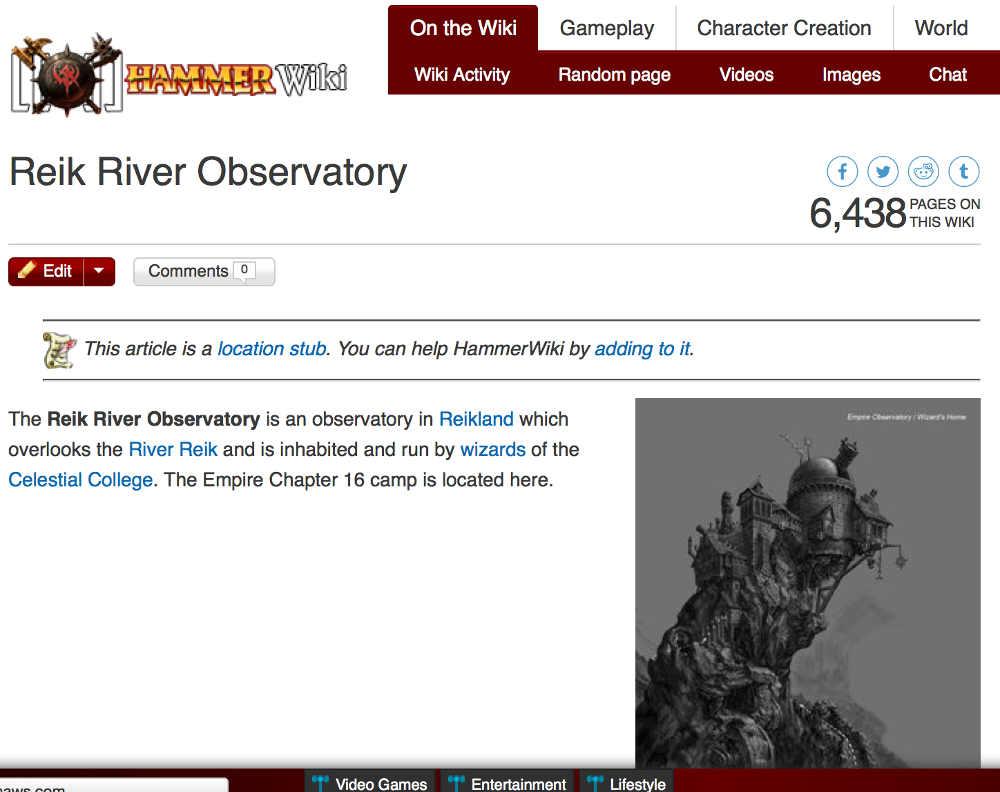 HAMMER Wiki
On the Wiki
Gameplay
Character Creation
World
Wiki Activity
Random page
Videos
Images
Chat
Reik River Observatory
6,438 PAGES ON
THIS WIKI
Edit
Comments 0
This article is a location stub. You can help HammerWiki by adding to it.
The Reik River Observatory is an observatory in Reikland which
overlooks the River Reik and is inhabited and run by wizards of the
Celestial College. The Empire Chapter 16 camp is located here.
Empire Observatory / Wizard's Home
Video Games
Entertainment
Lifestyle